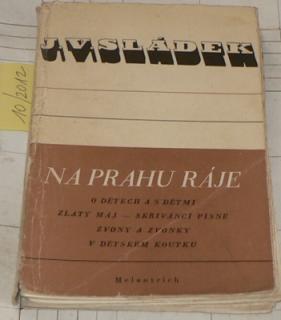 J.V. SLÁDEK
10/2012
NA PRAHU RÁJE
O DĚTECH A S DĚTMI
ZLATÝ MÁJ — SKŘIVÁNČÍ PÍSNĚ
ZVONY A ZVONKY
V DĚTSKÉM KOUTKU
Melantrich